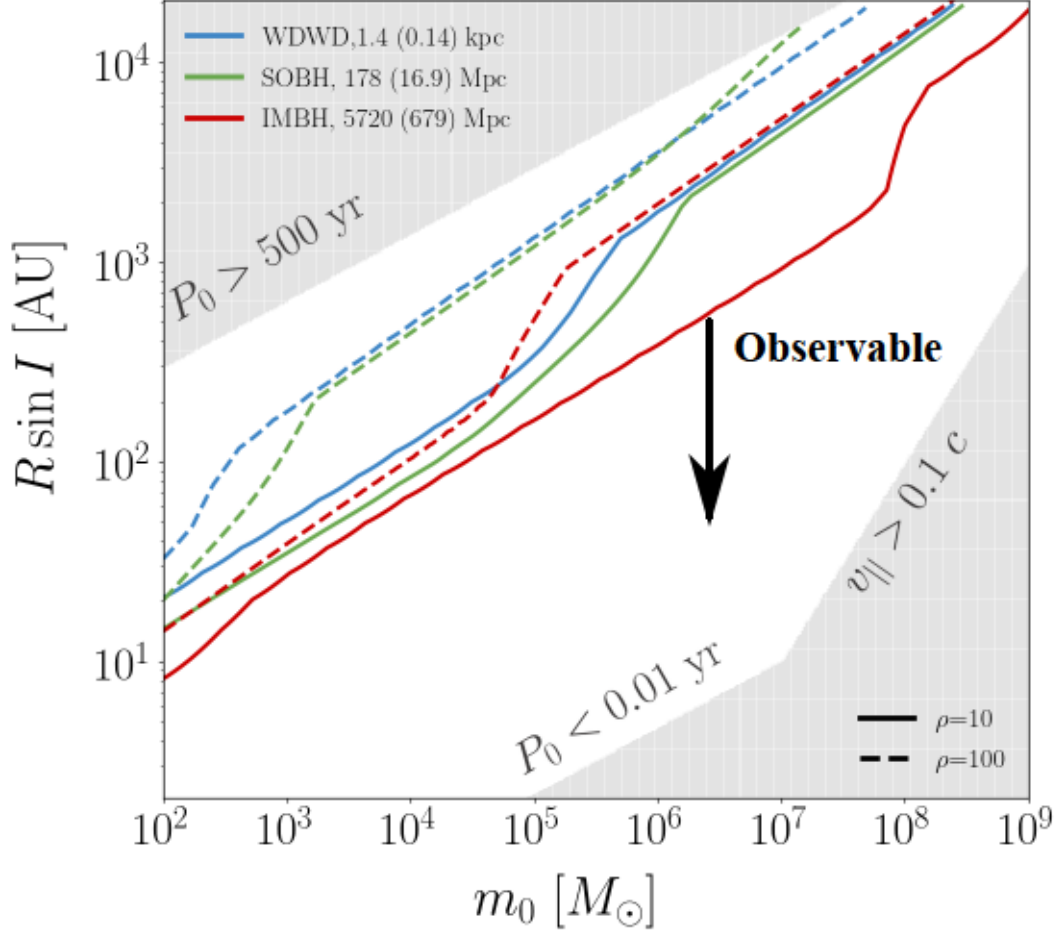 WDWD,1.4 (0.14) kpc
SOBH, 178 (16.9) Mpc
IMBH, 5720 (679) Mpc
P₀ > 500 yr
Observable
v∥ > 0.1 c
P₀ < 0.01 yr
ρ=10
ρ=100
10⁴
10³
10²
10¹
R sin I [AU]
10² 10³ 10⁴ 10⁵ 10⁶ 10⁷ 10⁸ 10⁹
m₀ [M⊙]